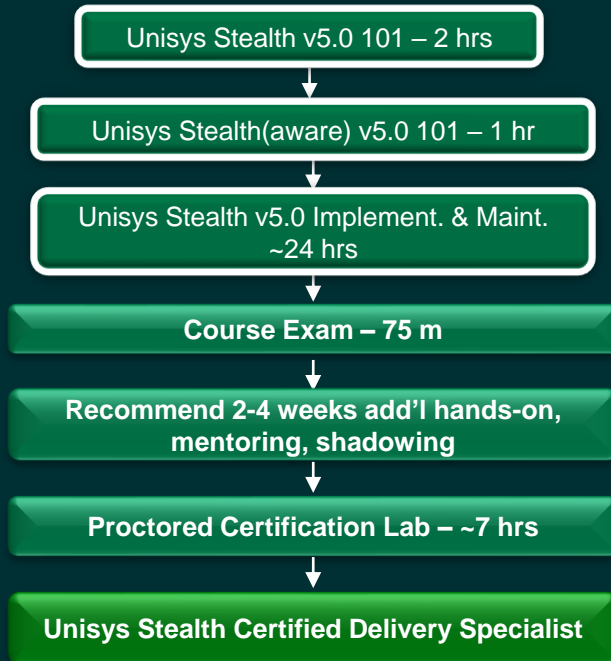 Unisys Stealth v5.0 101 – 2 hrs
Unisys Stealth(aware) v5.0 101 – 1 hr
Unisys Stealth v5.0 Implement. & Maint.
~24 hrs
Course Exam – 75 m
Recommend 2-4 weeks add'l hands-on,
mentoring, shadowing
Proctored Certification Lab – ~7 hrs
Unisys Stealth Certified Delivery Specialist